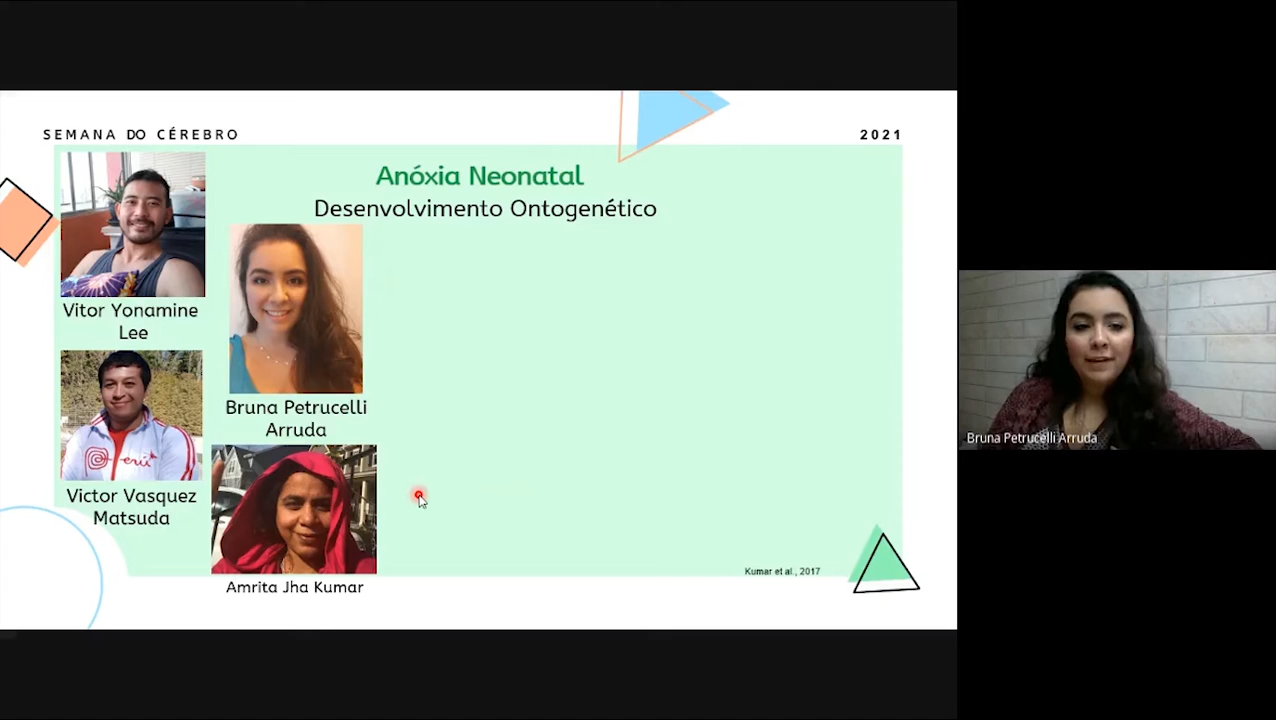 SEMANA DO CÉREBRO
2021
Anóxia Neonatal
Desenvolvimento Ontogenético
Vitor Yonamine
Lee
Bruna Petrucelli
Arruda
Perú
Victor Vasquez
Matsuda
Amrita Jha Kumar
Kumar et al., 2017
Bruna Petrucelli Arruda